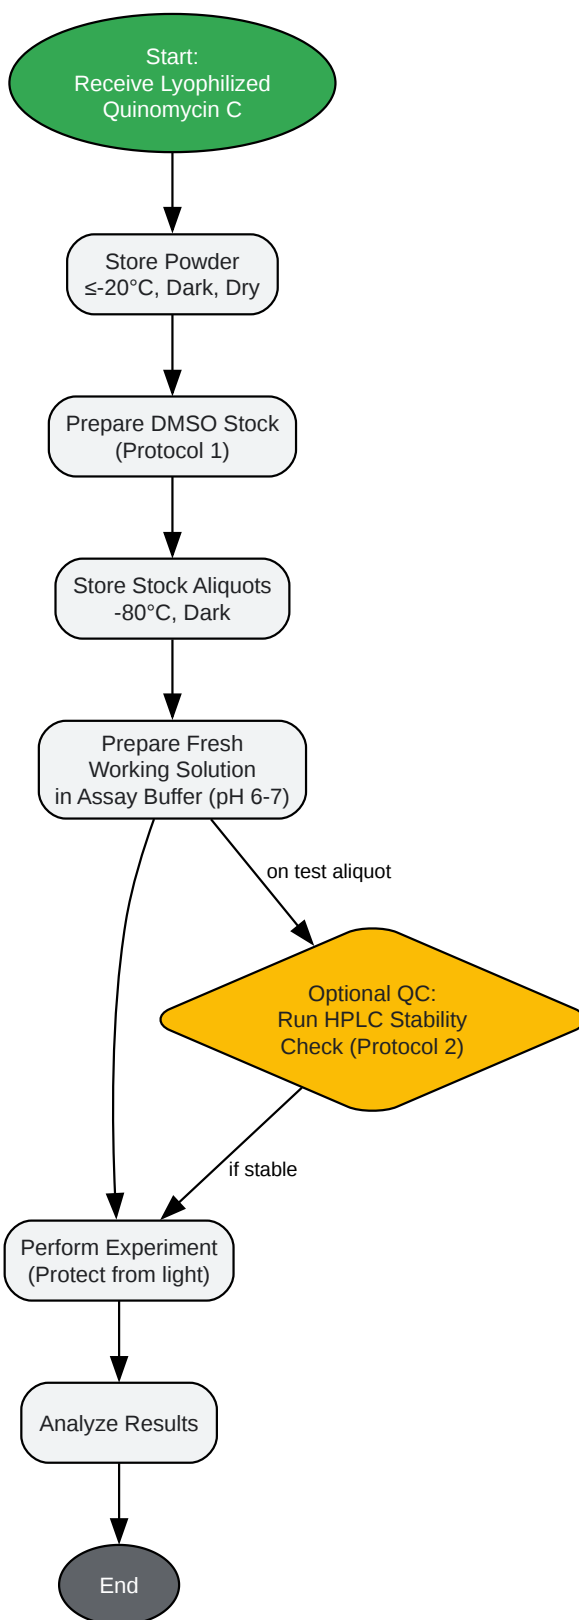 Start:
Receive Lyophilized
Quinomycin C
Store Powder
≤-20°C, Dark, Dry
Prepare DMSO Stock
(Protocol 1)
Store Stock Aliquots
-80°C, Dark
Prepare Fresh
Working Solution
in Assay Buffer (pH 6-7)
on test aliquot
Optional QC:
Run HPLC Stability
Check (Protocol 2)
if stable
Perform Experiment
(Protect from light)
Analyze Results
End